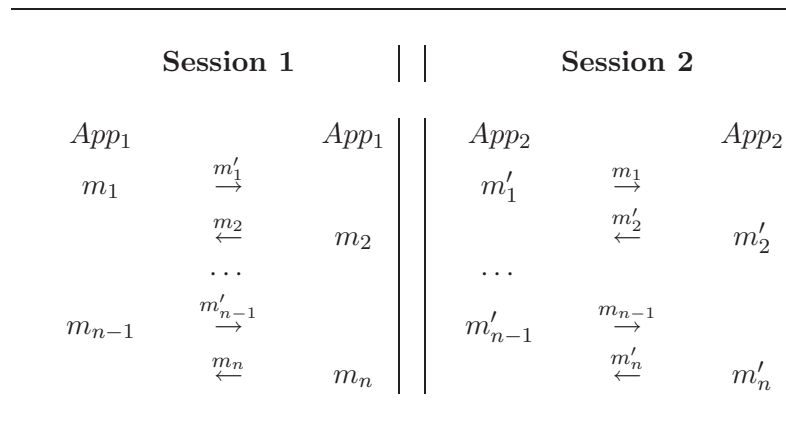 Session 1 Session 2
App₁ App₁ App₂ App₂
m₁ m′₁ → m′₁ m₁ →
m₂ ← m₂ m′₂ ← m′₂
... ...
mₙ₋₁ m′ₙ₋₁ → m′ₙ₋₁ mₙ₋₁ →
mₙ ← mₙ m′ₙ ← m′ₙ